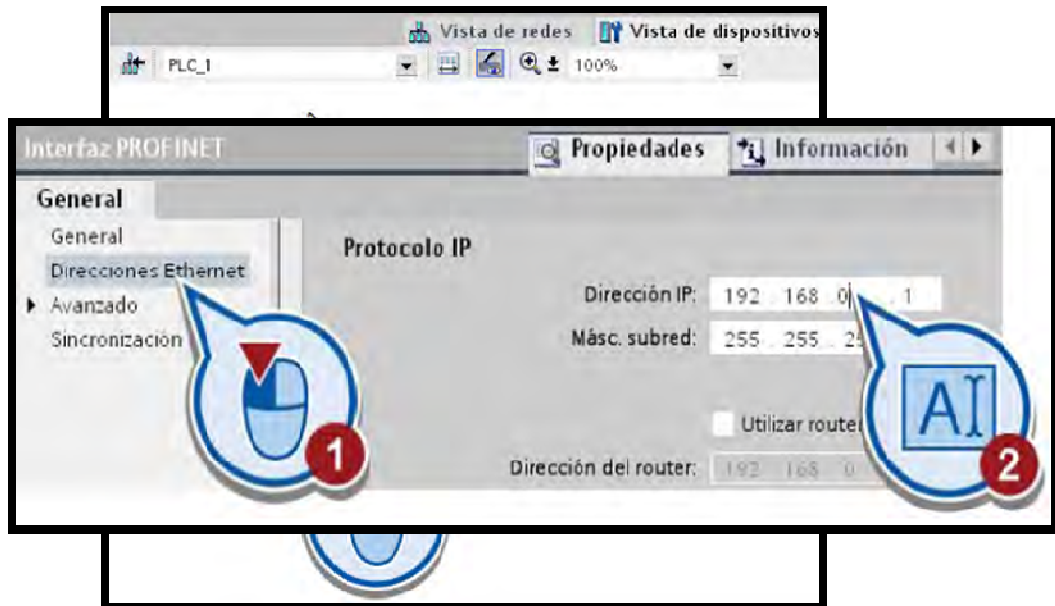 Vista de redes Vista de dispositivos
PLC_1 100%
Interfaz PROFINET Propiedades Información
General
General
Direcciones Ethernet
Avanzado
Sincronización
Protocolo IP
Dirección IP: 192 . 168 . 0 . 1
Másc. subred: 255 . 255 .
Utilizar router
Dirección del router: 192 . 168 . 0
1
AI
2